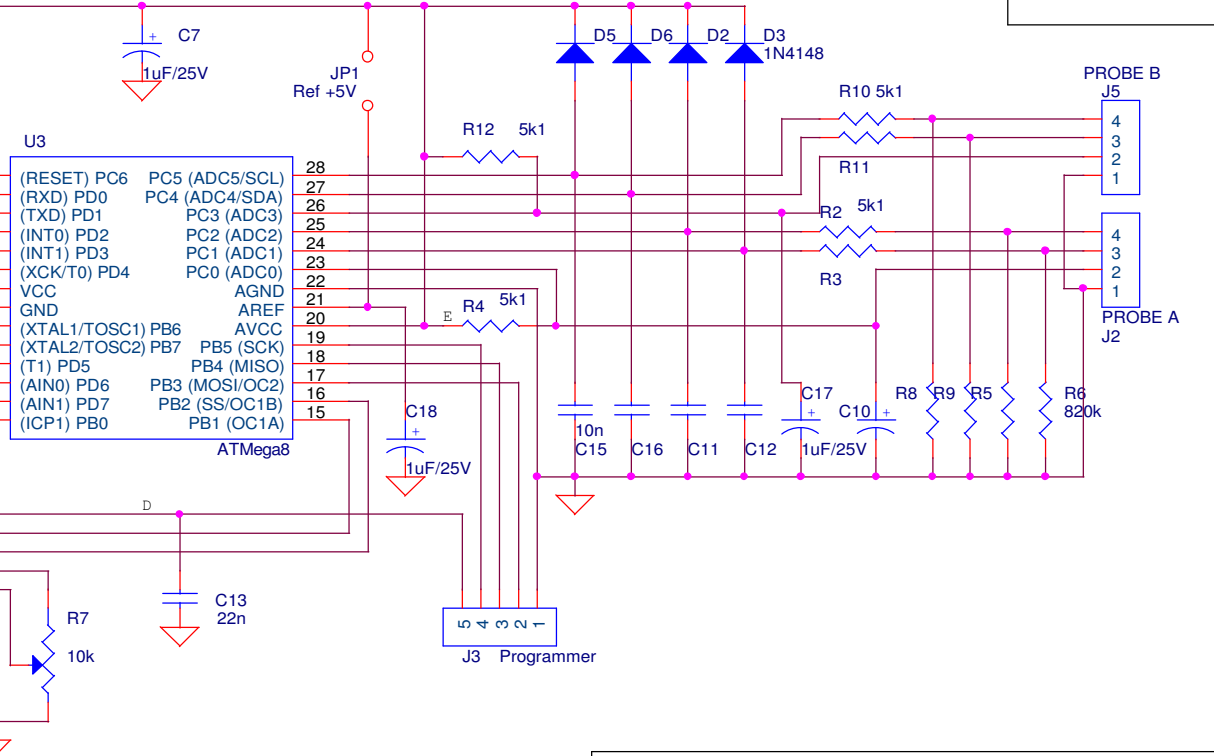 C7
+
1uF/25V
JP1
Ref +5V
D5
D6
D2
D3
1N4148
PROBE B
J5
4
3
2
1
R10 5k1
R11
R12 5k1
U3
(RESET) PC6
(RXD) PD0
(TXD) PD1
(INT0) PD2
(INT1) PD3
(XCK/T0) PD4
VCC
GND
(XTAL1/TOSC1) PB6
(XTAL2/TOSC2) PB7
(T1) PD5
(AIN0) PD6
(AIN1) PD7
(ICP1) PB0
PC5 (ADC5/SCL)
PC4 (ADC4/SDA)
PC3 (ADC3)
PC2 (ADC2)
PC1 (ADC1)
PC0 (ADC0)
AGND
AREF
AVCC
PB5 (SCK)
PB4 (MISO)
PB3 (MOSI/OC2)
PB2 (SS/OC1B)
PB1 (OC1A)
28
27
26
25
24
23
22
21
20
19
18
17
16
15
ATMega8
R2 5k1
R3
4
3
2
1
PROBE A
J2
E
R4
5k1
C18
+
1uF/25V
10n
C15
C16
C11
C12
C17
+
1uF/25V
C10
+
R8
R9
R5
R6
820k
D
C13
22n
R7
10k
5
4
3
2
1
J3 Programmer